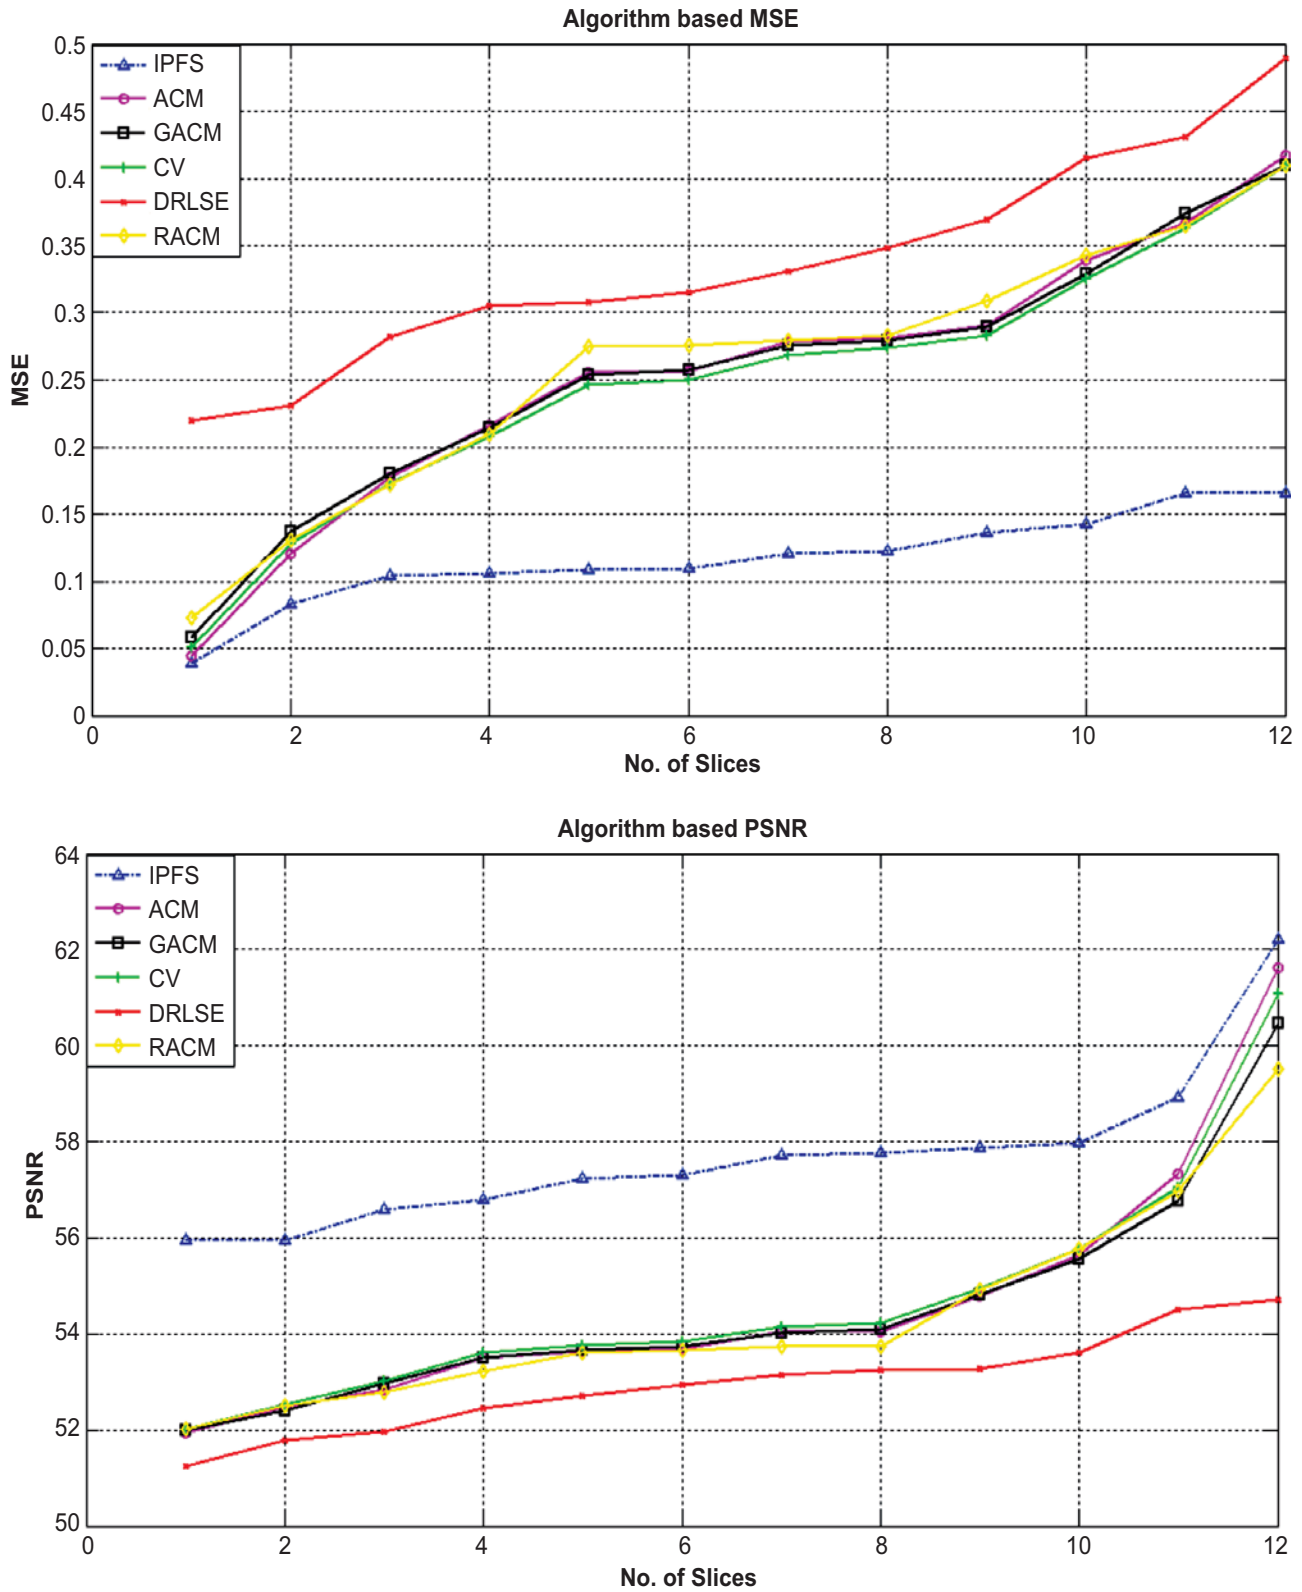 Algorithm based MSE
0.5
0.45
0.4
0.35
0.3
0.25
0.2
0.15
0.1
0.05
0
MSE
IPFS
ACM
GACM
CV
DRLSE
RACM
0 2 4 6 8 10 12
No. of Slices
Algorithm based PSNR
64
62
60
58
56
54
52
50
PSNR
IPFS
ACM
GACM
CV
DRLSE
RACM
0 2 4 6 8 10 12
No. of Slices